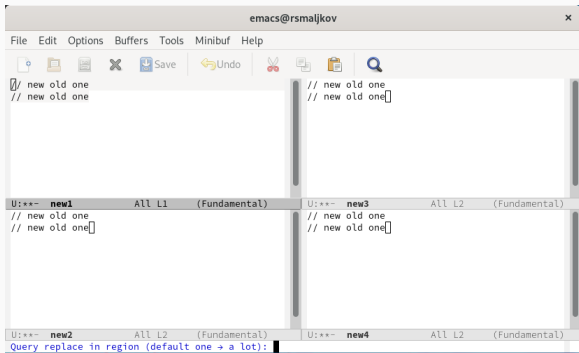 emacs@rsmaljkov ×
File Edit Options Buffers Tools Minibuf Help
Save Undo
// new old one
// new old one
U:**- new1 All L1 (Fundamental)
// new old one
// new old one
U:**- new3 All L2 (Fundamental)
// new old one
// new old one
U:**- new2 All L2 (Fundamental)
// new old one
// new old one
U:**- new4 All L2 (Fundamental)
Query replace in region (default one → a lot):